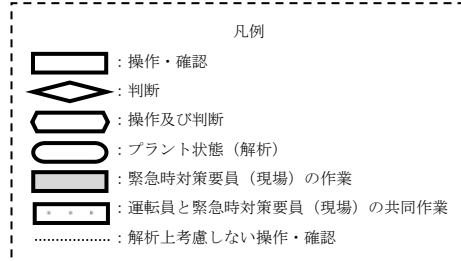 凡例
：操作・確認
：判断
：操作及び判断
：プラント状態（解析）
：緊急時対策要員（現場）の作業
：運転員と緊急時対策要員（現場）の共同作業
：解析上考慮しない操作・確認